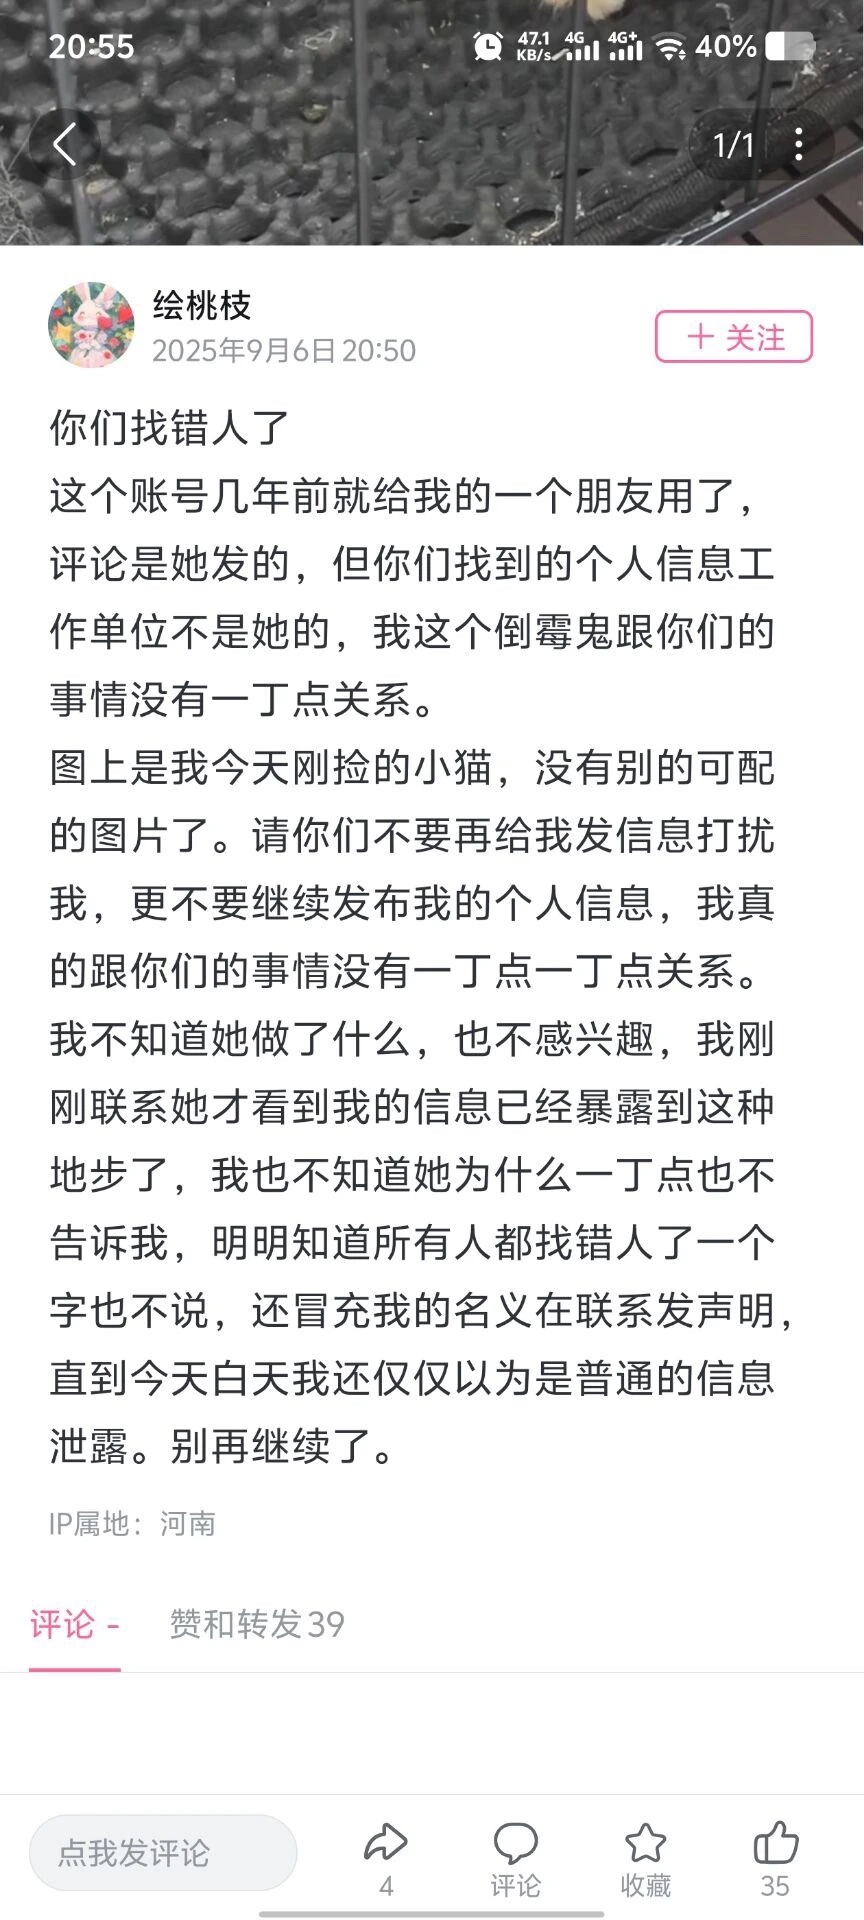 20:55
47.1 KB/s 4G 4G+ 40%
1/1
绘桃枝
2025年9月6日 20:50
+ 关注
你们找错人了
这个账号几年前就给我的一个朋友用了，
评论是她发的，但你们找到的个人信息工
作单位不是她的，我这个倒霉鬼跟你们的
事情没有一丁点关系。
图上是我今天刚捡的小猫，没有别的可配
的图片了。请你们不要再给我发信息打扰
我，更不要继续发布我的个人信息，我真
的跟你们的事情没有一丁点一丁点关系。
我不知道她做了什么，也不感兴趣，我刚
刚联系她才看到我的信息已经暴露到这种
地步了，我也不知道她为什么一丁点也不
告诉我，明明知道所有人都找错人了一个
字也不说，还冒充我的名义在联系发声明，
直到今天白天我还仅仅以为是普通的信息
泄露。别再继续了。
IP属地：河南
评论 - 赞和转发 39
点我发评论
4 评论 收藏 35